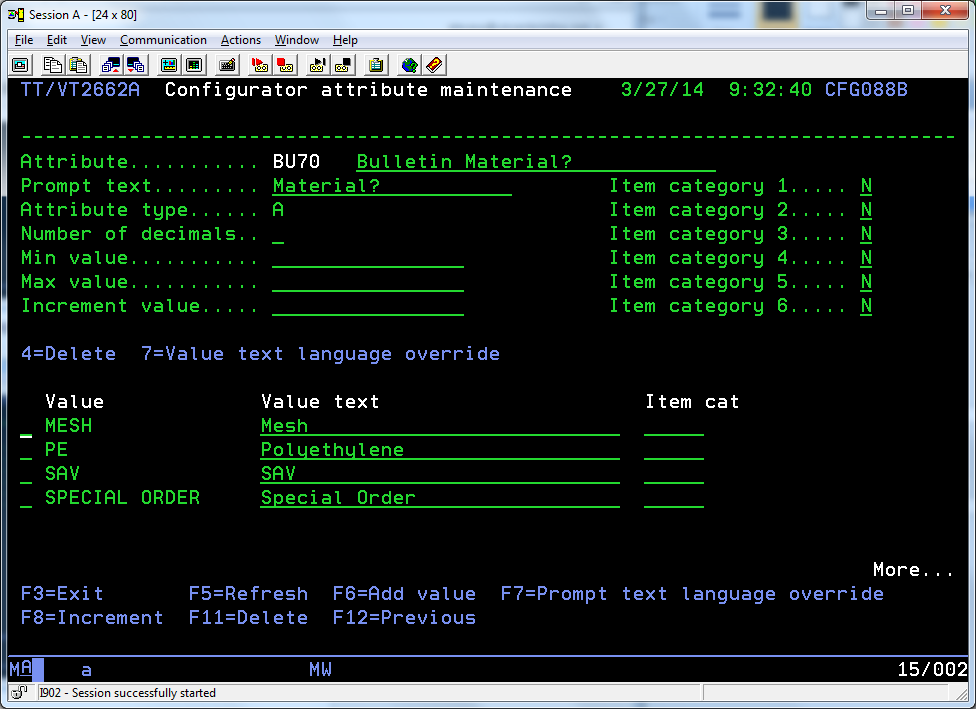 Session A - [24 x 80]
File Edit View Communication Actions Window Help
TT/VT2662A Configurator attribute maintenance 3/27/14 9:32:40 CFG088B
--------------------------------------------------------------------------------
Attribute........... BU70 Bulletin Material?
Prompt text......... Material? Item category 1..... N
Attribute type...... A Item category 2..... N
Number of decimals.. _ Item category 3..... N
Min value........... Item category 4..... N
Max value........... Item category 5..... N
Increment value..... Item category 6..... N
4=Delete 7=Value text language override
Value Value text Item cat
_ MESH Mesh
_ PE Polyethylene
_ SAV SAV
_ SPECIAL ORDER Special Order
More...
F3=Exit F5=Refresh F6=Add value F7=Prompt text language override
F8=Increment F11=Delete F12=Previous
MA a MW 15/002
I902 - Session successfully started